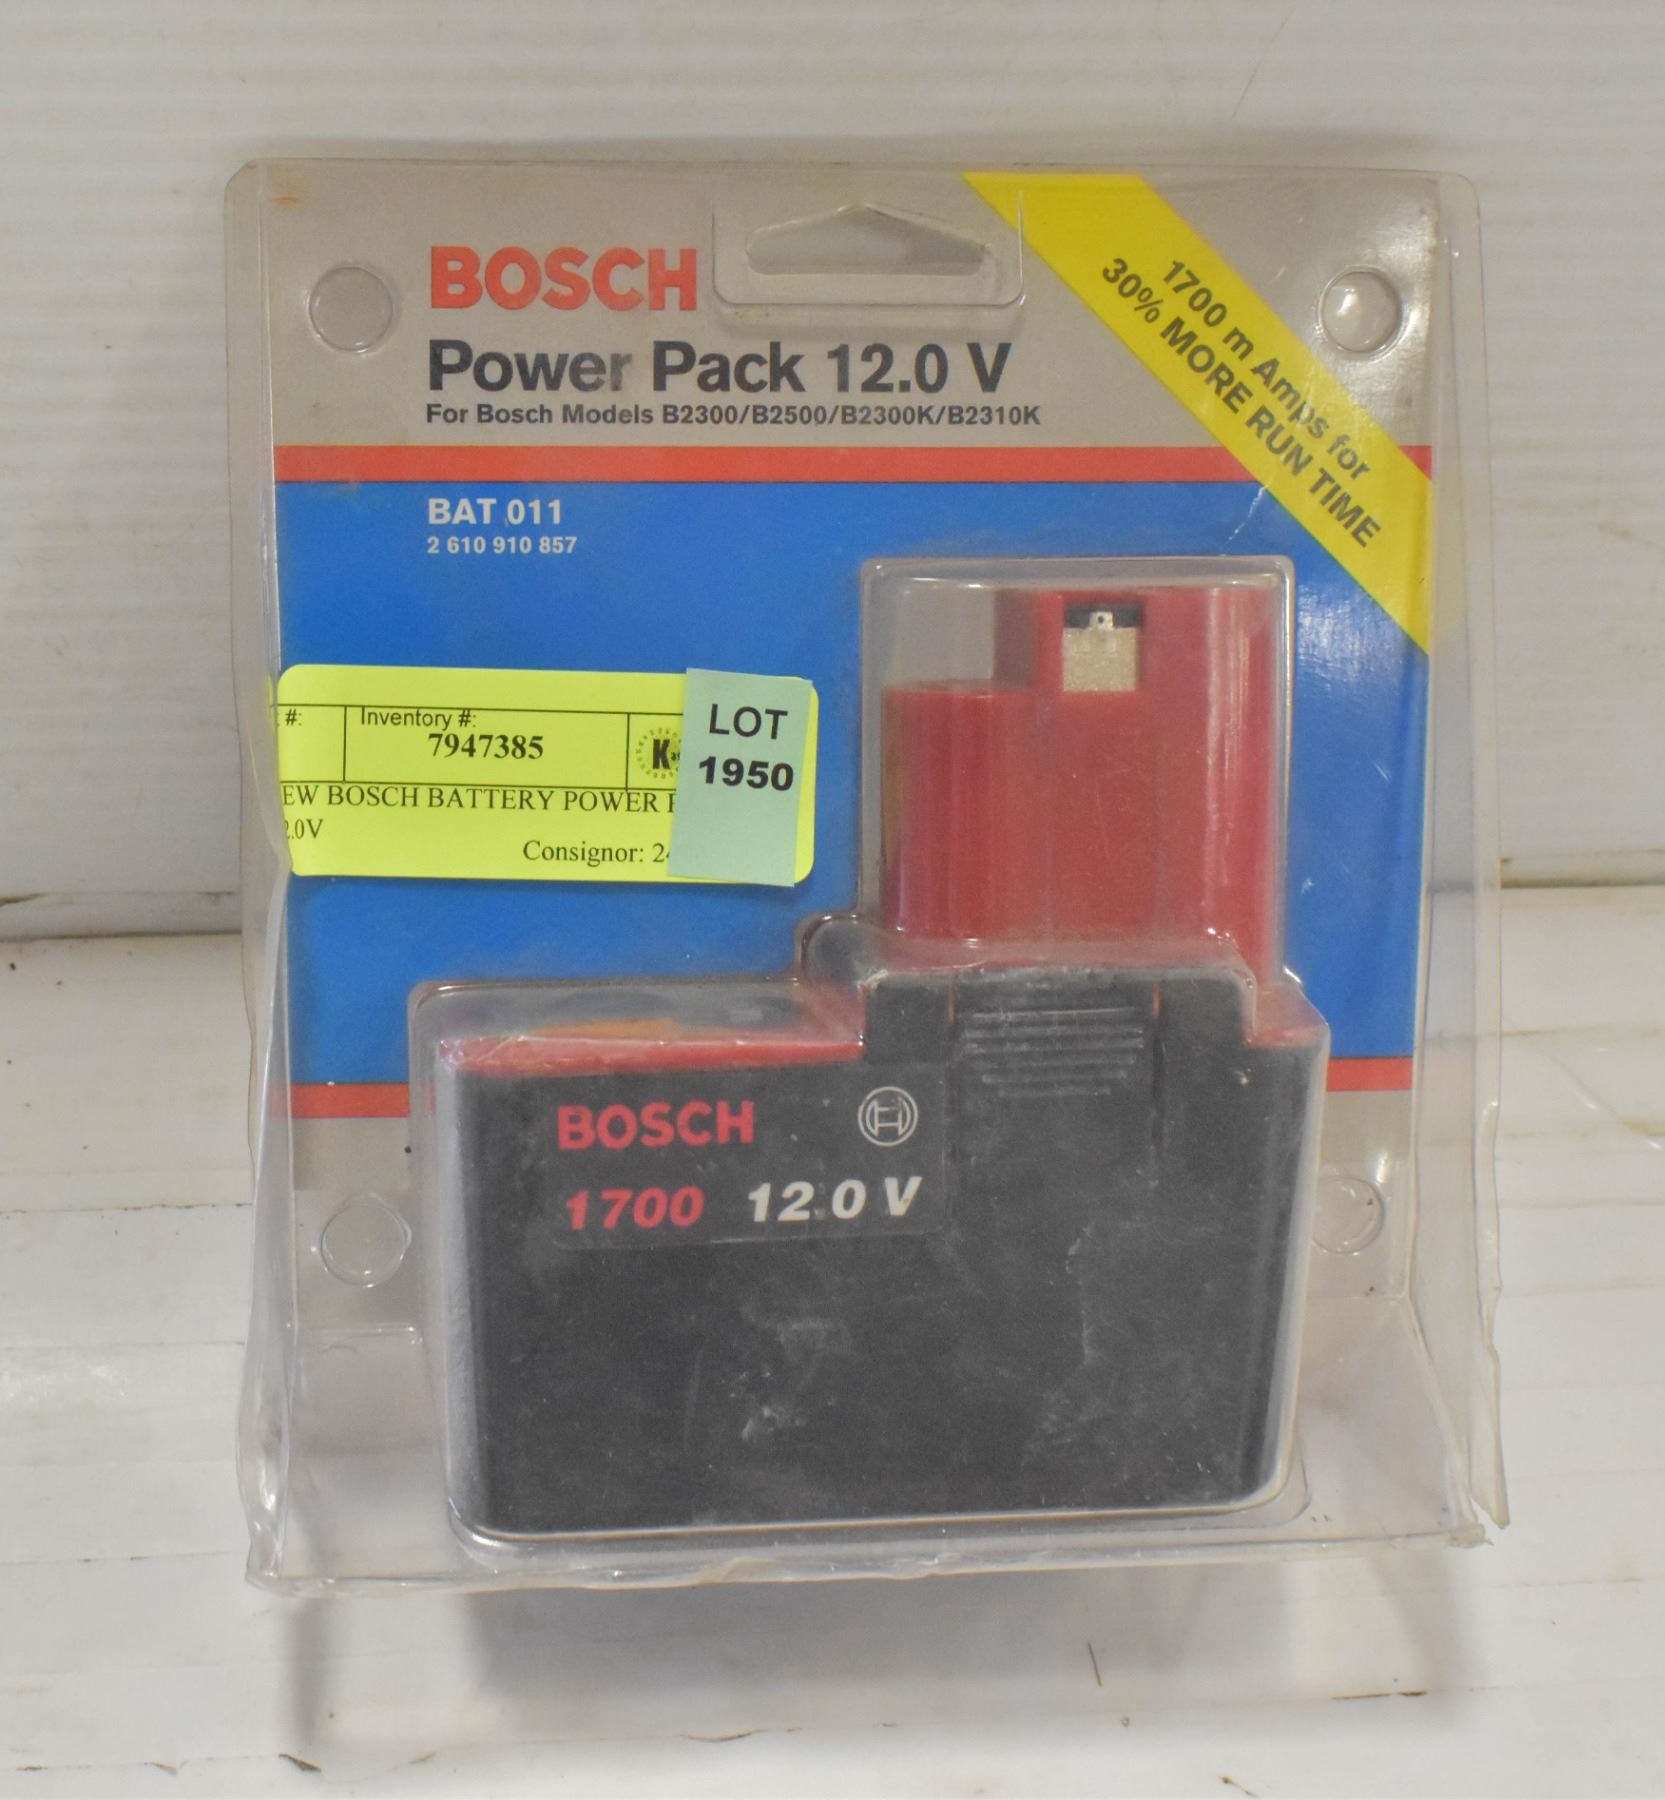 BOSCH
Power Pack 12.0 V
For Bosch Models B2300/B2500/B2300K/B2310K
1700 m Amps for
30% MORE RUN TIME
BAT 011
2 610 910 857
#:
Inventory #:
7947385
K
LOT
1950
EW BOSCH BATTERY POWER
2.0V
Consignor: 2
BOSCH
1700 12.0 V